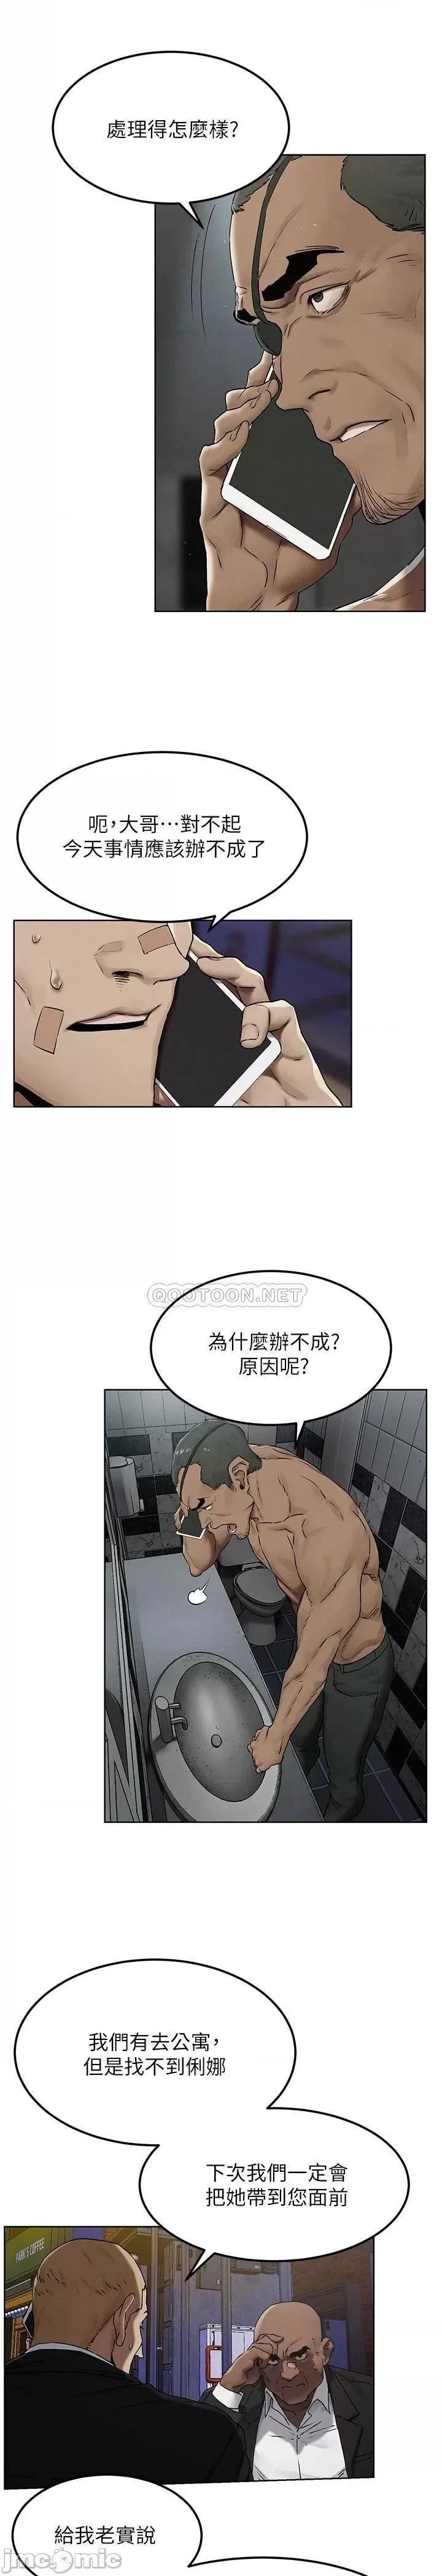 處理得怎麼樣?
呃，大哥…對不起
今天事情應該辦不成了
QOOTOON.NET
為什麼辦不成?
原因呢?
我們有去公寓，
但是找不到俐娜
下次我們一定會
把她帶到您面前
PARK'S COFFEE
給我老實說
jmcomic